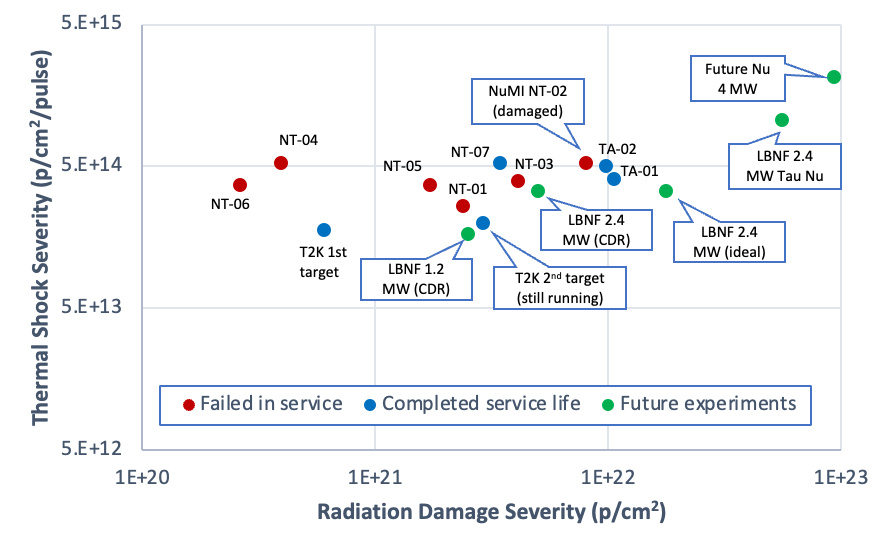 5.E+15
Future Nu
4 MW
NuMI NT-02
(damaged)
NT-04
TA-02
NT-07
LBNF 2.4
MW Tau Nu
5.E+14
NT-05
NT-03
TA-01
NT-01
NT-06
LBNF 2.4
MW (CDR)
LBNF 2.4
MW (ideal)
T2K 1st
target
LBNF 1.2
MW (CDR)
T2K 2nd target
(still running)
5.E+13
Failed in service
Completed service life
Future experiments
5.E+12
1E+20
1E+21
1E+22
1E+23
Radiation Damage Severity (p/cm2)
Thermal Shock Severity (p/cm2/pulse)